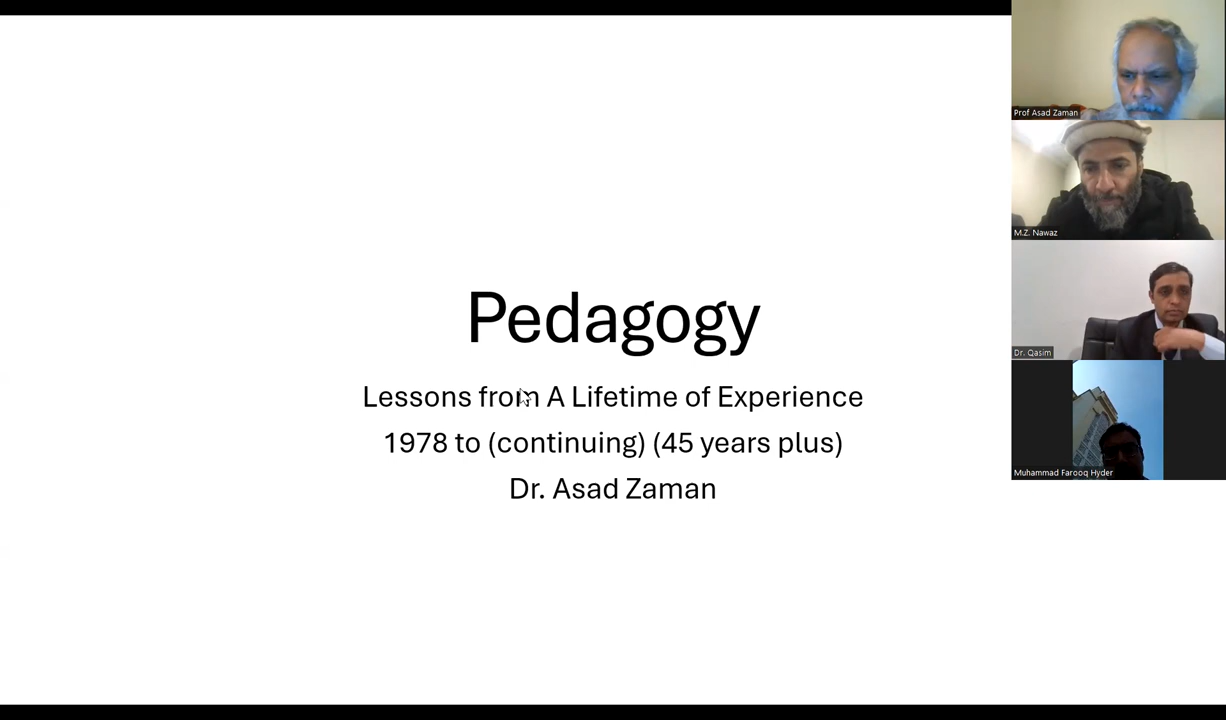 Pedagogy
Lessons from A Lifetime of Experience
1978 to (continuing) (45 years plus)
Dr. Asad Zaman
Prof Asad Zaman
M.Z. Nawaz
Dr. Qasim
Muhammad Farooq Hyder